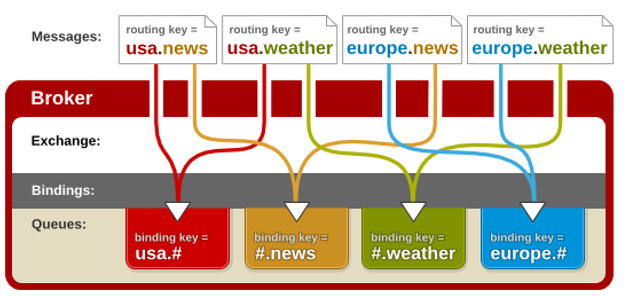 Messages:
routing key =
usa.news
routing key =
usa.weather
routing key =
europe.news
routing key =
europe.weather
Broker
Exchange:
Bindings:
Queues:
binding key =
usa.#
binding key =
#.news
binding key =
#.weather
binding key =
europe.#